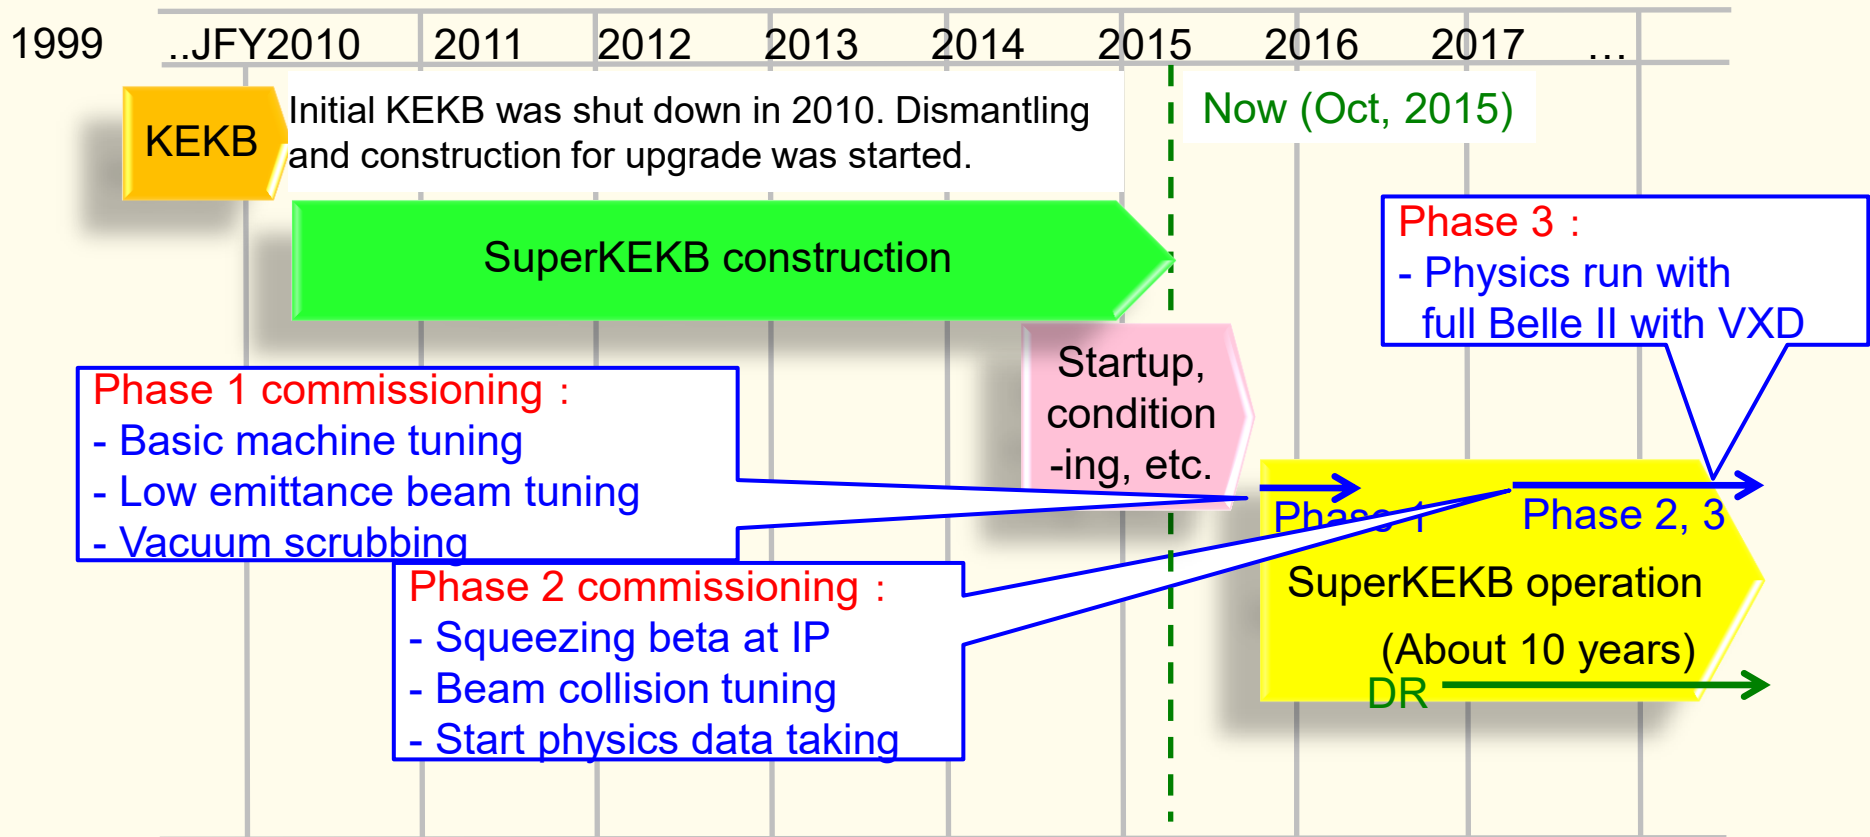 1999 ..JFY2010 2011 2012 2013 2014 2015 2016 2017 ...
KEKB
Initial KEKB was shut down in 2010. Dismantling
and construction for upgrade was started.
Now (Oct, 2015)
SuperKEKB construction
Phase 3 :
- Physics run with
full Belle II with VXD
Startup,
condition
-ing, etc.
Phase 1 commissioning :
- Basic machine tuning
- Low emittance beam tuning
- Vacuum scrubbing
Phase 1
Phase 2, 3
Phase 2 commissioning :
- Squeezing beta at IP
- Beam collision tuning
- Start physics data taking
SuperKEKB operation
(About 10 years)
DR